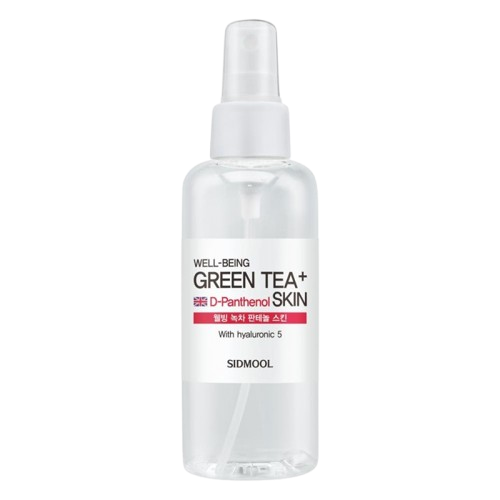 WELL-BEING
GREEN TEA+
D-Panthenol SKIN
웰빙 녹차 판테놀 스킨
With hyaluronic 5
SIDMOOL